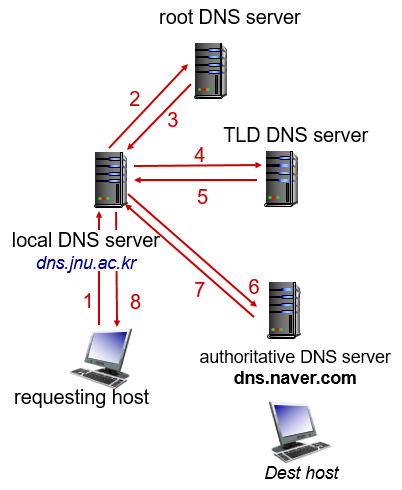 root DNS server
2
3
TLD DNS server
4
5
local DNS server
dns.jnu.ac.kr
1
8
6
7
authoritative DNS server
dns.naver.com
requesting host
Dest host